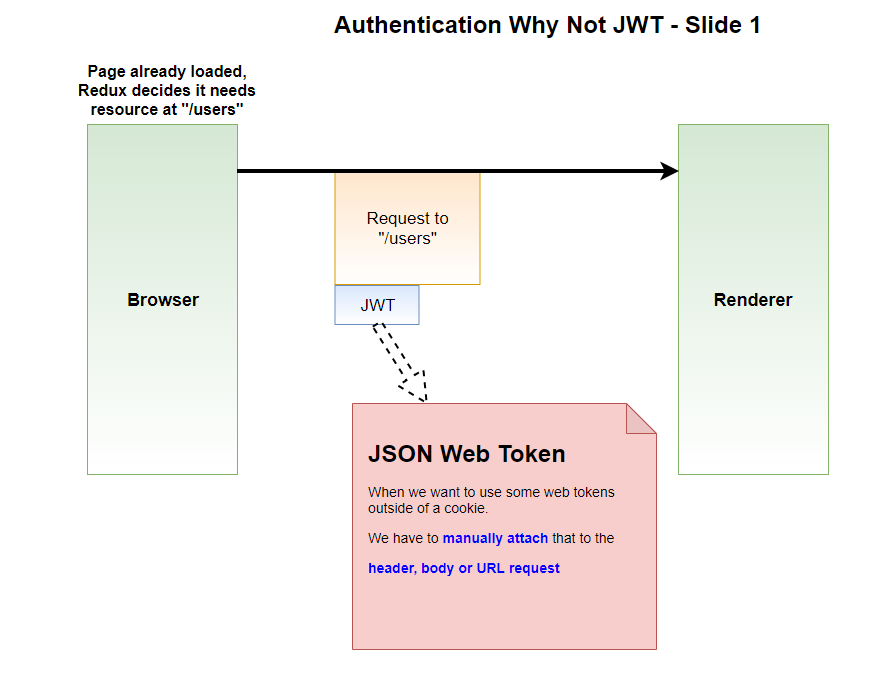 Authentication Why Not JWT - Slide 1
Page already loaded,
Redux decides it needs
resource at "/users"
Browser
Request to
"/users"
JWT
Renderer
JSON Web Token
When we want to use some web tokens
outside of a cookie.
We have to manually attach that to the
header, body or URL request